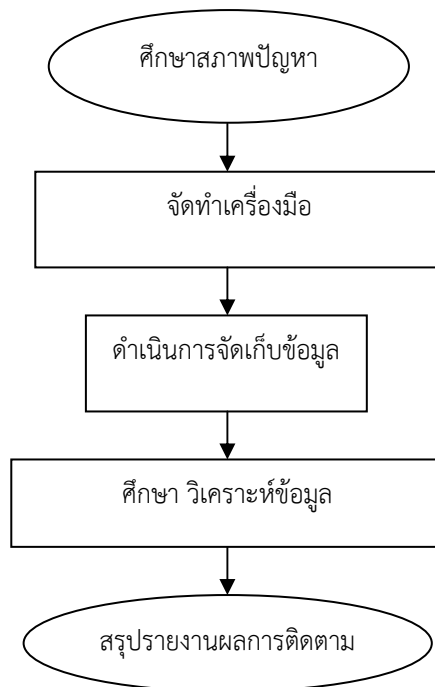 ศึกษาสภาพปัญหา
จัดทำเครื่องมือ
ดำเนินการจัดเก็บข้อมูล
ศึกษา วิเคราะห์ข้อมูล
สรุปรายงานผลการติดตาม